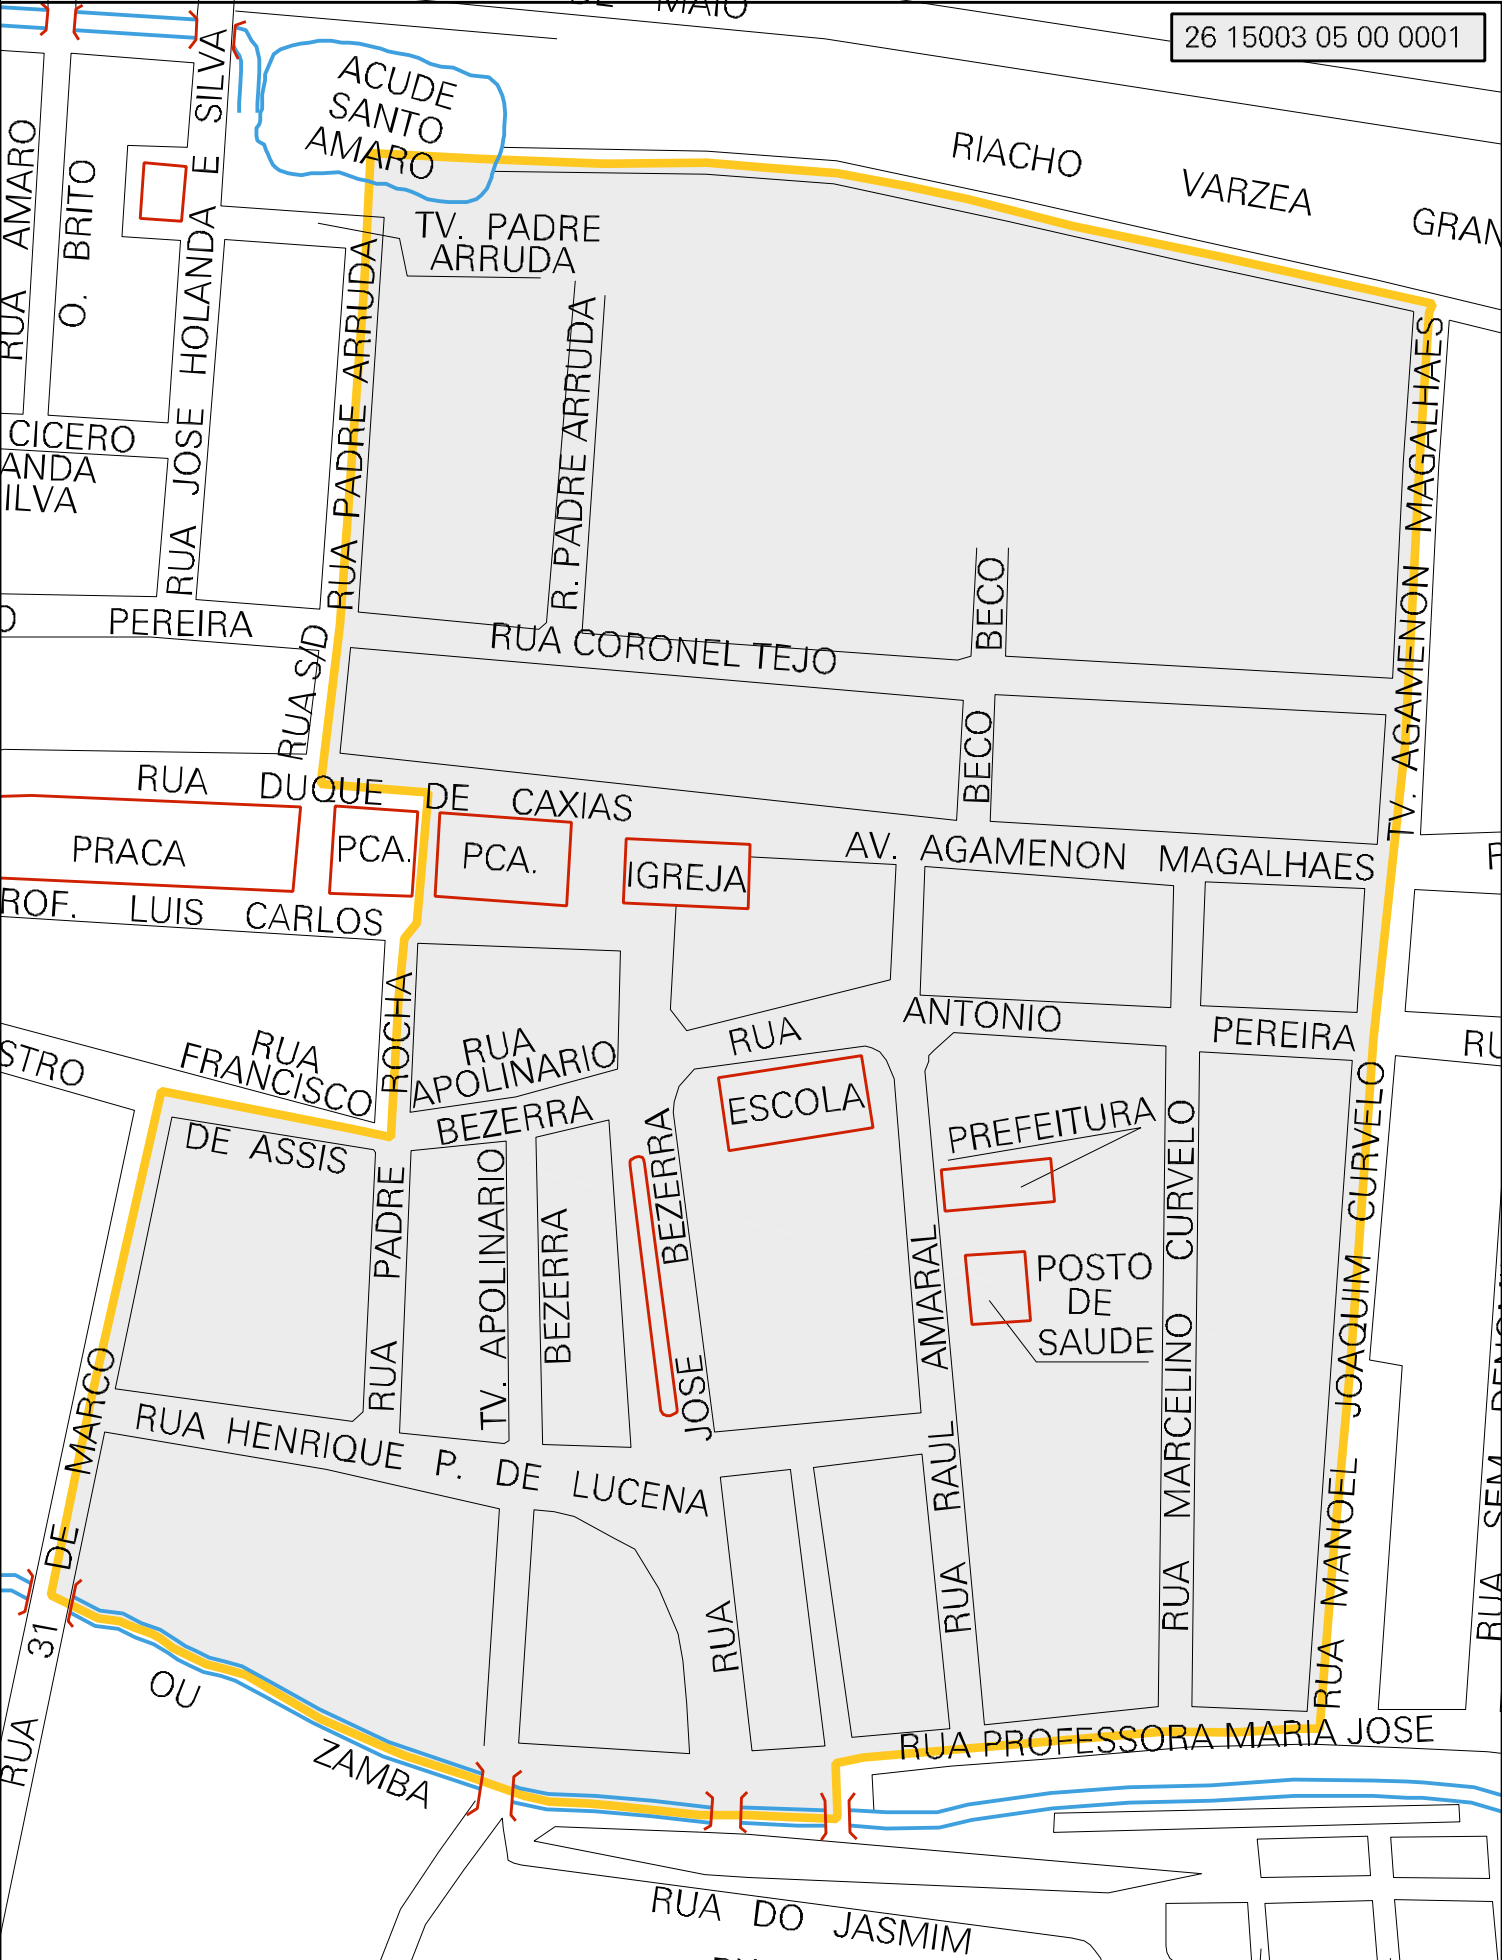 MAIO
26 15003 05 00 0001
ACUDE
SANTO
AMARO
RIACHO VARZEA
RUA AMARO
O. BRITO
RUA JOSE HOLANDA E SILVA
TV. PADRE
ARRUDA
RUA PADRE ARRUDA
R. PADRE ARRUDA
TV. AGAMENON MAGALHAES
CICERO
PEREIRA
RUA S/D
RUA CORONEL TEJO
BECO
BECO
RUA DUQUE DE CAXIAS
PRACA
PCA.
PCA.
IGREJA
AV. AGAMENON MAGALHAES
LUIS CARLOS
RUA
FRANCISCO
DE ASSIS
RUA PADRE ROCHA
RUA
APOLINARIO
BEZERRA
RUA ANTONIO PEREIRA
ESCOLA
PREFEITURA
POSTO
DE
SAUDE
TV. APOLINARIO
BEZERRA
RUA JOSE BEZERRA
RUA RAUL AMARAL
RUA MARCELINO CURVELO
RUA MANOEL JOAQUIM CURVELO
RUA SEM
RUA HENRIQUE P. DE LUCENA
RUA 31 DE MARCO
OU
ZAMBA
RUA PROFESSORA MARIA JOSE
RUA DO JASMIM